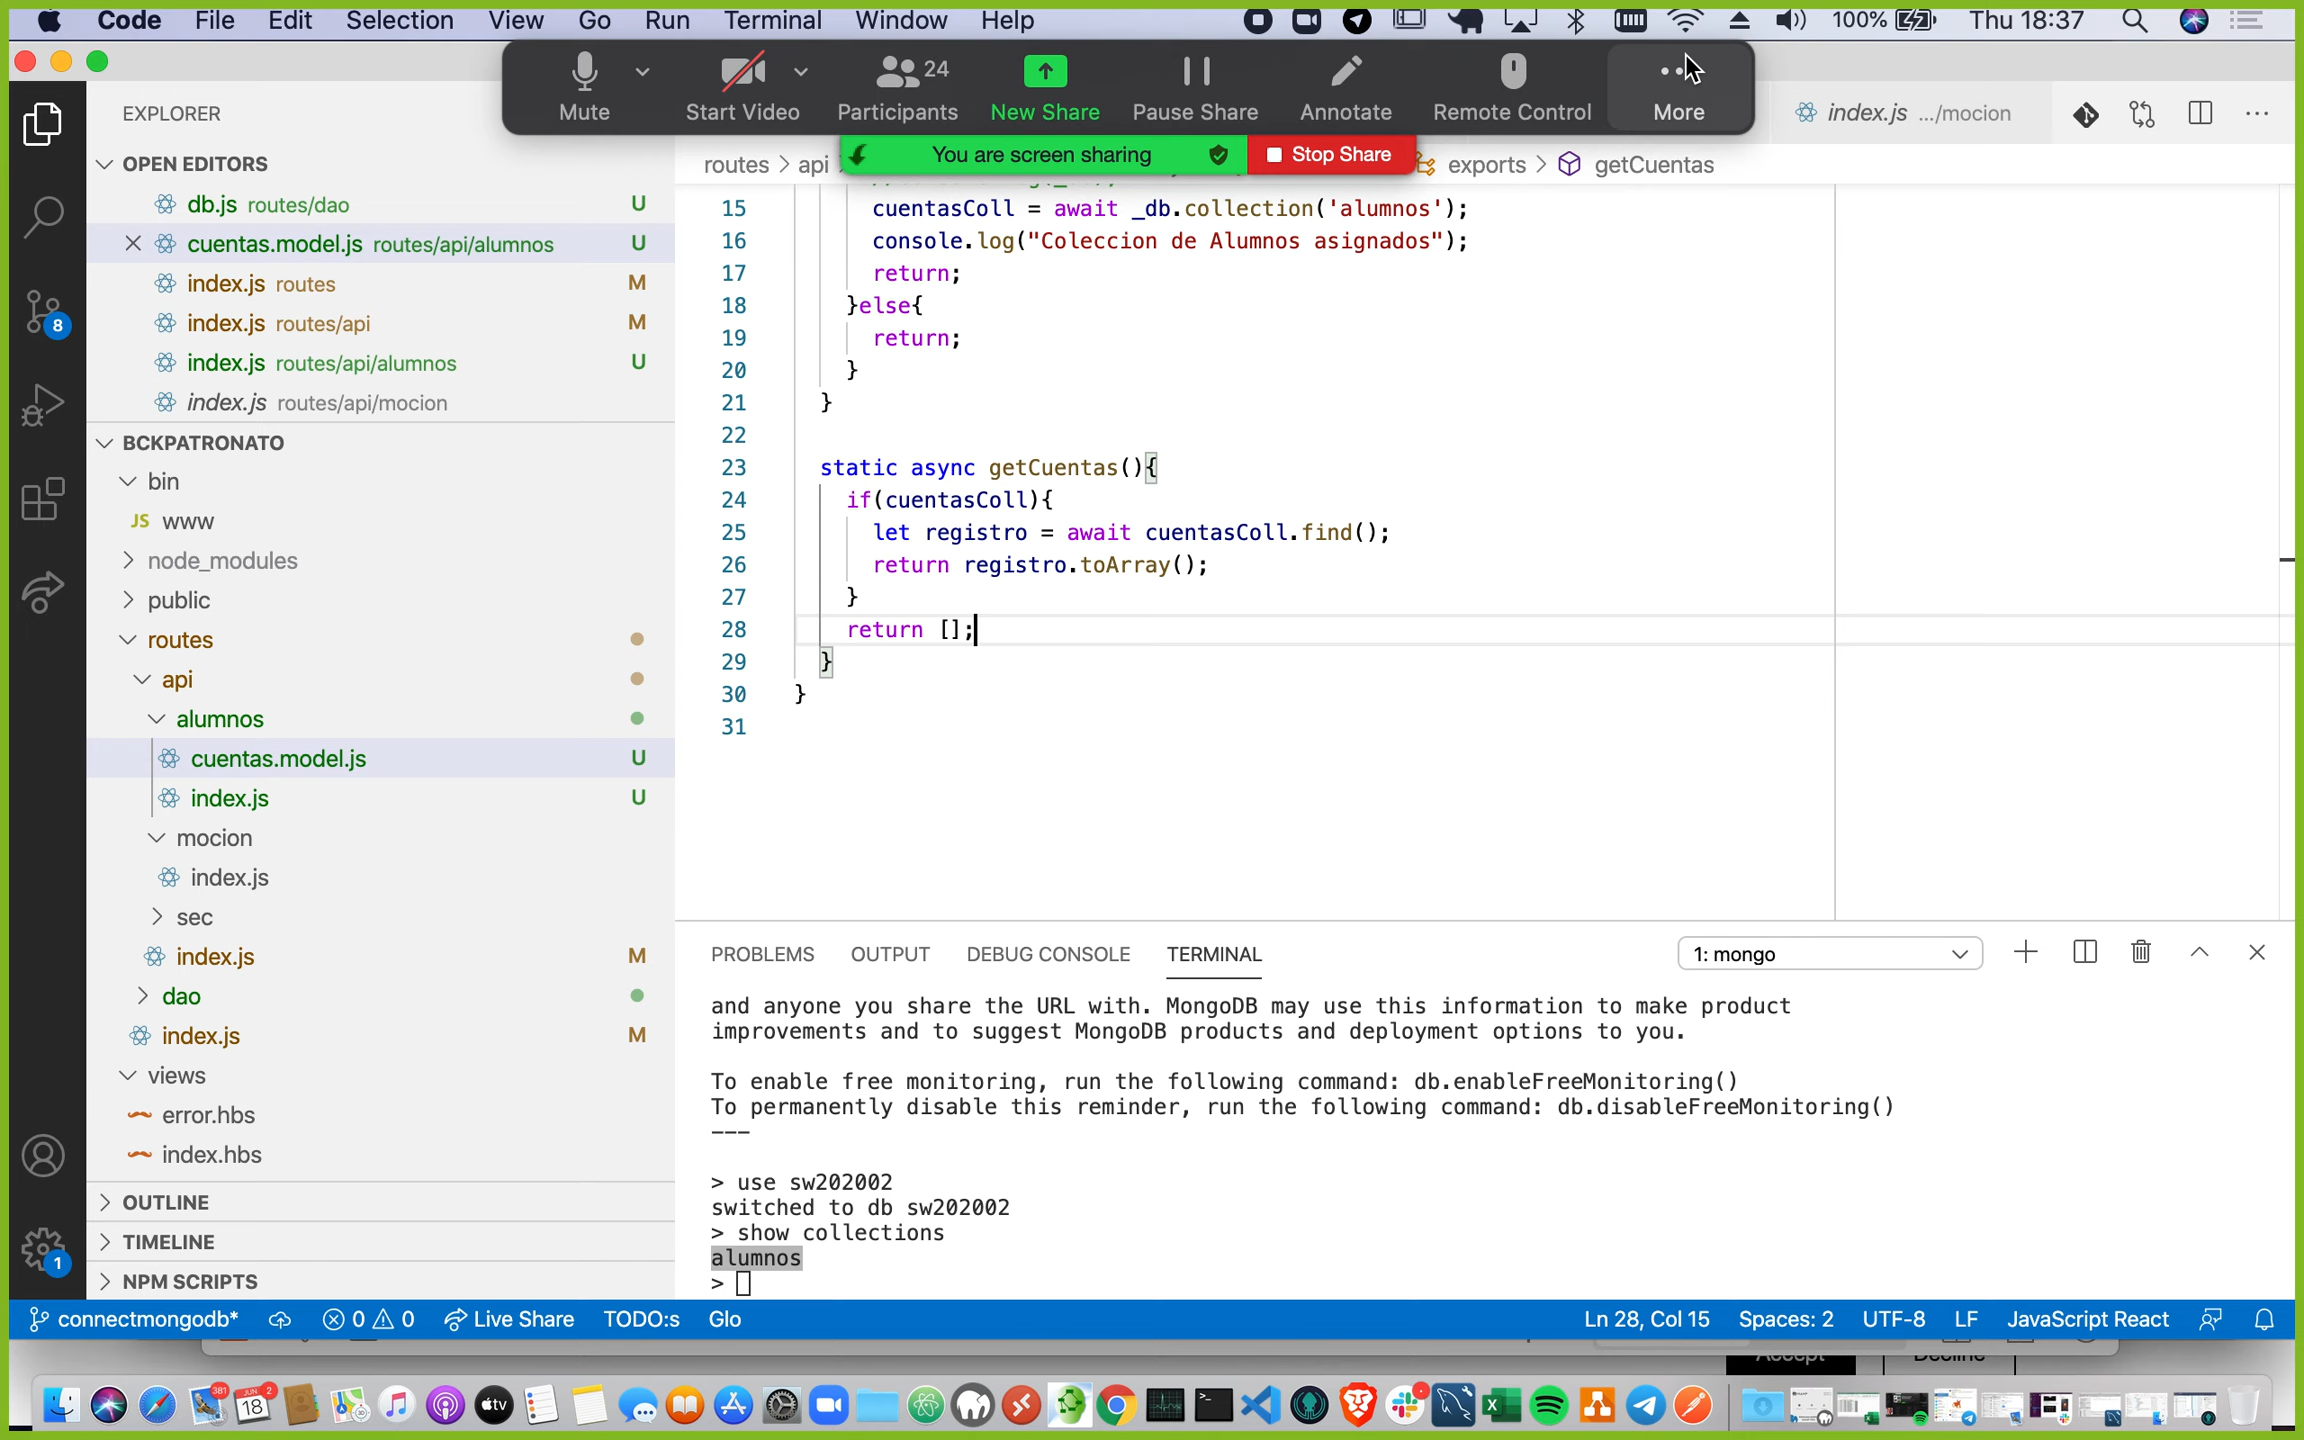 Code File Edit Selection View Go Run Terminal Window Help 100% Thu 18:37
Mute Start Video 24 Participants New Share Pause Share Annotate Remote Control More
You are screen sharing Stop Share
EXPLORER
index.js .../mocion
OPEN EDITORS
routes > api exports > getCuentas
db.js routes/dao U
cuentas.model.js routes/api/alumnos U
index.js routes M
index.js routes/api M
index.js routes/api/alumnos U
index.js routes/api/mocion
BCKPATRONATO
bin
JS www
node_modules
public
routes
api
alumnos
cuentas.model.js U
index.js U
mocion
index.js
sec
index.js M
dao
index.js M
views
error.hbs
index.hbs
OUTLINE
TIMELINE
NPM SCRIPTS
8
1
15 cuentasColl = await _db.collection('alumnos');
16 console.log("Coleccion de Alumnos asignados");
17 return;
18 }else{
19 return;
20 }
21 }
22
23 static async getCuentas(){
24 if(cuentasColl){
25 let registro = await cuentasColl.find();
26 return registro.toArray();
27 }
28 return [];
29 }
30 }
31
PROBLEMS OUTPUT DEBUG CONSOLE TERMINAL 1: mongo
and anyone you share the URL with. MongoDB may use this information to make product
improvements and to suggest MongoDB products and deployment options to you.
To enable free monitoring, run the following command: db.enableFreeMonitoring()
To permanently disable this reminder, run the following command: db.disableFreeMonitoring()
---
> use sw202002
switched to db sw202002
> show collections
alumnos
>
connectmongodb* 0 0 Live Share TODO:s Glo Ln 28, Col 15 Spaces: 2 UTF-8 LF JavaScript React
Accept Decline
381 JUN 2 18 tv